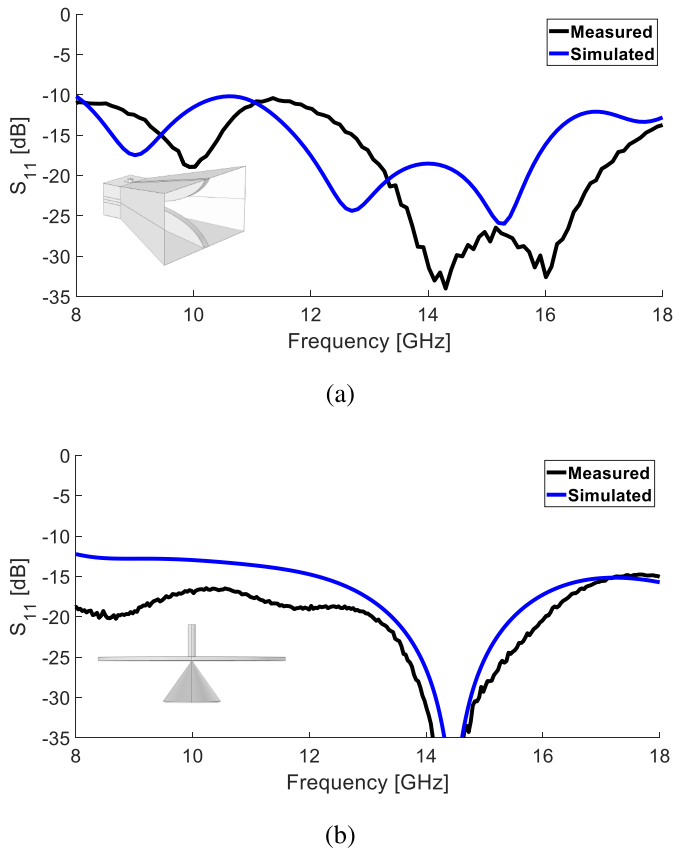 0
-5
-10
-15
-20
-25
-30
-35
S11 [dB]
Measured
Simulated
8 10 12 14 16 18
Frequency [GHz]
(a)
0
-5
-10
-15
-20
-25
-30
-35
S11 [dB]
Measured
Simulated
8 10 12 14 16 18
Frequency [GHz]
(b)